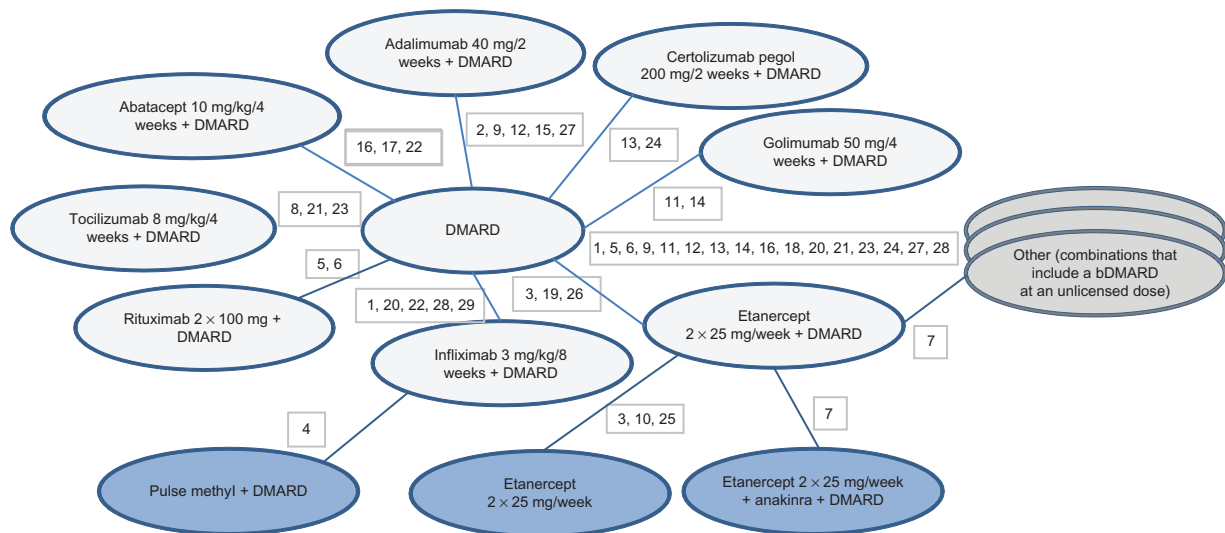 Adalimumab 40 mg/2
weeks + DMARD
Certolizumab pegol
200 mg/2 weeks + DMARD
Abatacept 10 mg/kg/4
weeks + DMARD
2, 9, 12, 15, 27
16, 17, 22
13, 24
Golimumab 50 mg/4
weeks + DMARD
Tocilizumab 8 mg/kg/4
weeks + DMARD
8, 21, 23
DMARD
11, 14
1, 5, 6, 9, 11, 12, 13, 14, 16, 18, 20, 21, 23, 24, 27, 28
Other (combinations that
include a bDMARD
at an unlicensed dose)
5, 6
3, 19, 26
1, 20, 22, 28, 29
Rituximab 2 × 100 mg +
DMARD
Etanercept
2 × 25 mg/week + DMARD
7
Infliximab 3 mg/kg/8
weeks + DMARD
4
3, 10, 25
7
Pulse methyl + DMARD
Etanercept
2 × 25 mg/week
Etanercept 2 × 25 mg/week
+ anakinra + DMARD